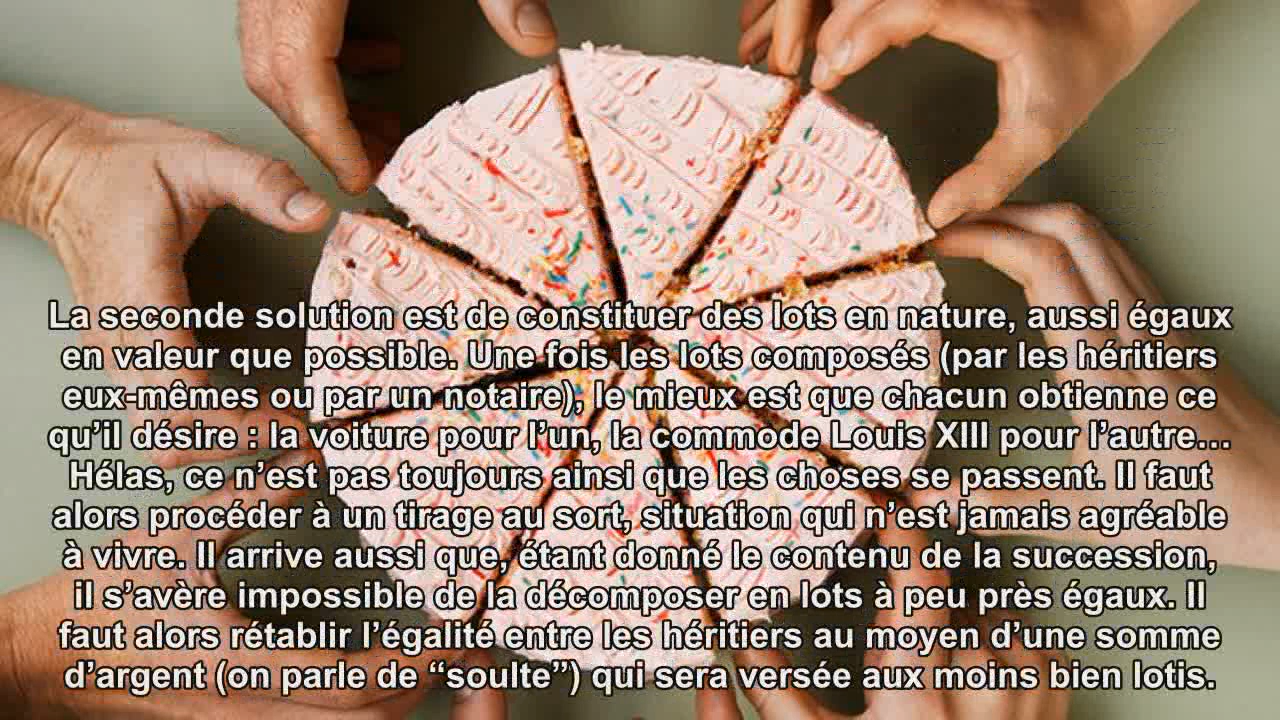 La seconde solution est de constituer des lots en nature, aussi égaux
en valeur que possible. Une fois les lots composés (par les héritiers
eux-mêmes ou par un notaire), le mieux est que chacun obtienne ce
qu’il désire : la voiture pour l’un, la commode Louis XIII pour l’autre…
Hélas, ce n’est pas toujours ainsi que les choses se passent. Il faut
alors procéder à un tirage au sort, situation qui n’est jamais agréable
à vivre. Il arrive aussi que, étant donné le contenu de la succession,
il s’avère impossible de la décomposer en lots à peu près égaux. Il
faut alors rétablir l’égalité entre les héritiers au moyen d’une somme
d’argent (on parle de “soulte”) qui sera versée aux moins bien lotis.